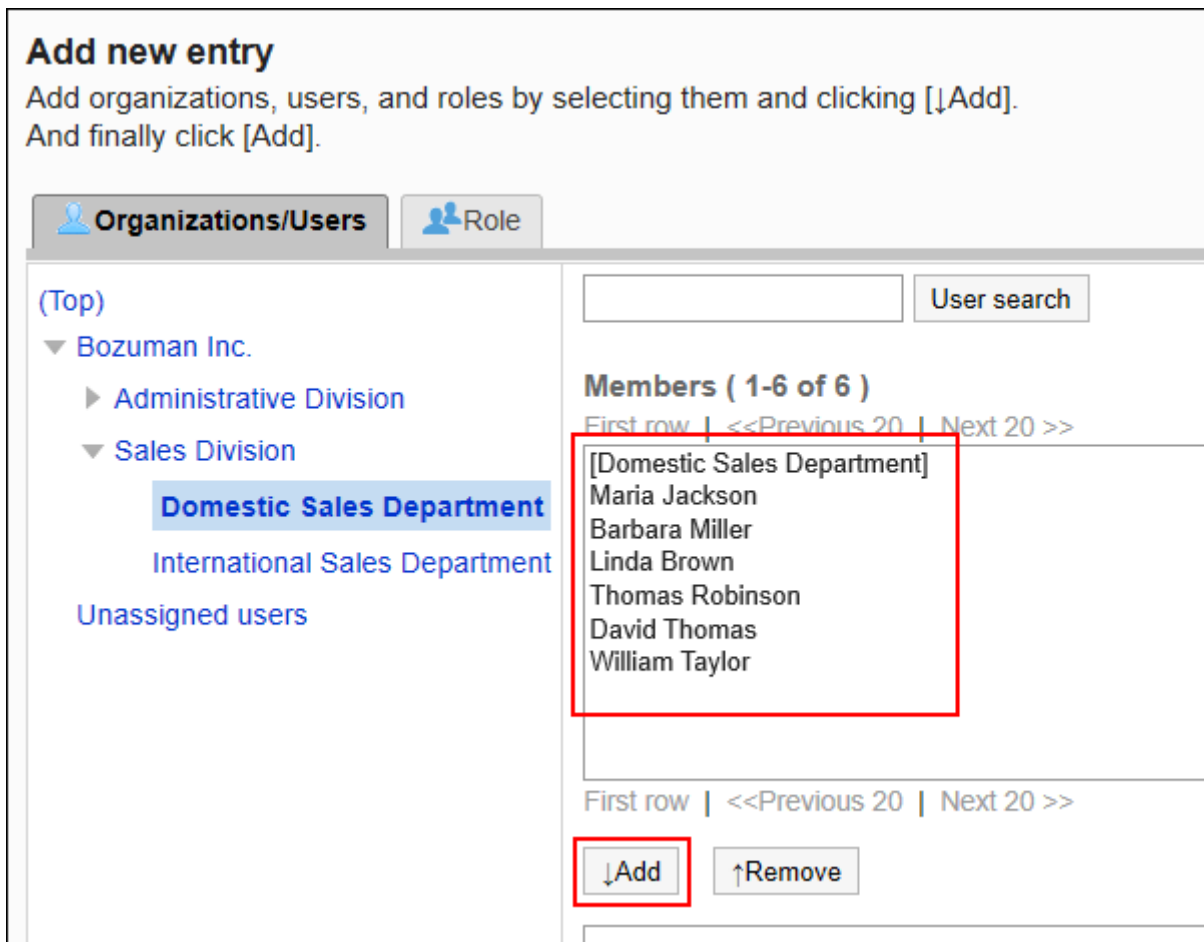 Add new entry
Add organizations, users, and roles by selecting them and clicking [↓Add].
And finally click [Add].
Organizations/Users
Role
(Top)
Bozuman Inc.
Administrative Division
Sales Division
Domestic Sales Department
International Sales Department
Unassigned users
User search
Members ( 1-6 of 6 )
First row | <<Previous 20 | Next 20 >>
[Domestic Sales Department]
Maria Jackson
Barbara Miller
Linda Brown
Thomas Robinson
David Thomas
William Taylor
First row | <<Previous 20 | Next 20 >>
↓Add
↑Remove